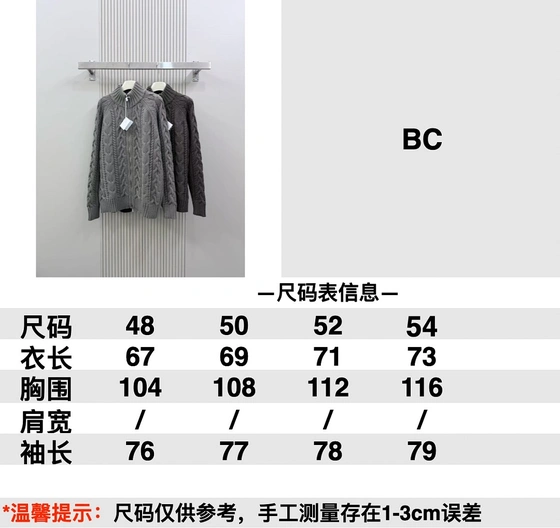 BC
—尺码表信息—
尺码 48 50 52 54
衣长 67 69 71 73
胸围 104 108 112 116
肩宽 / / / /
袖长 76 77 78 79
*温馨提示：尺码仅供参考，手工测量存在1-3cm误差